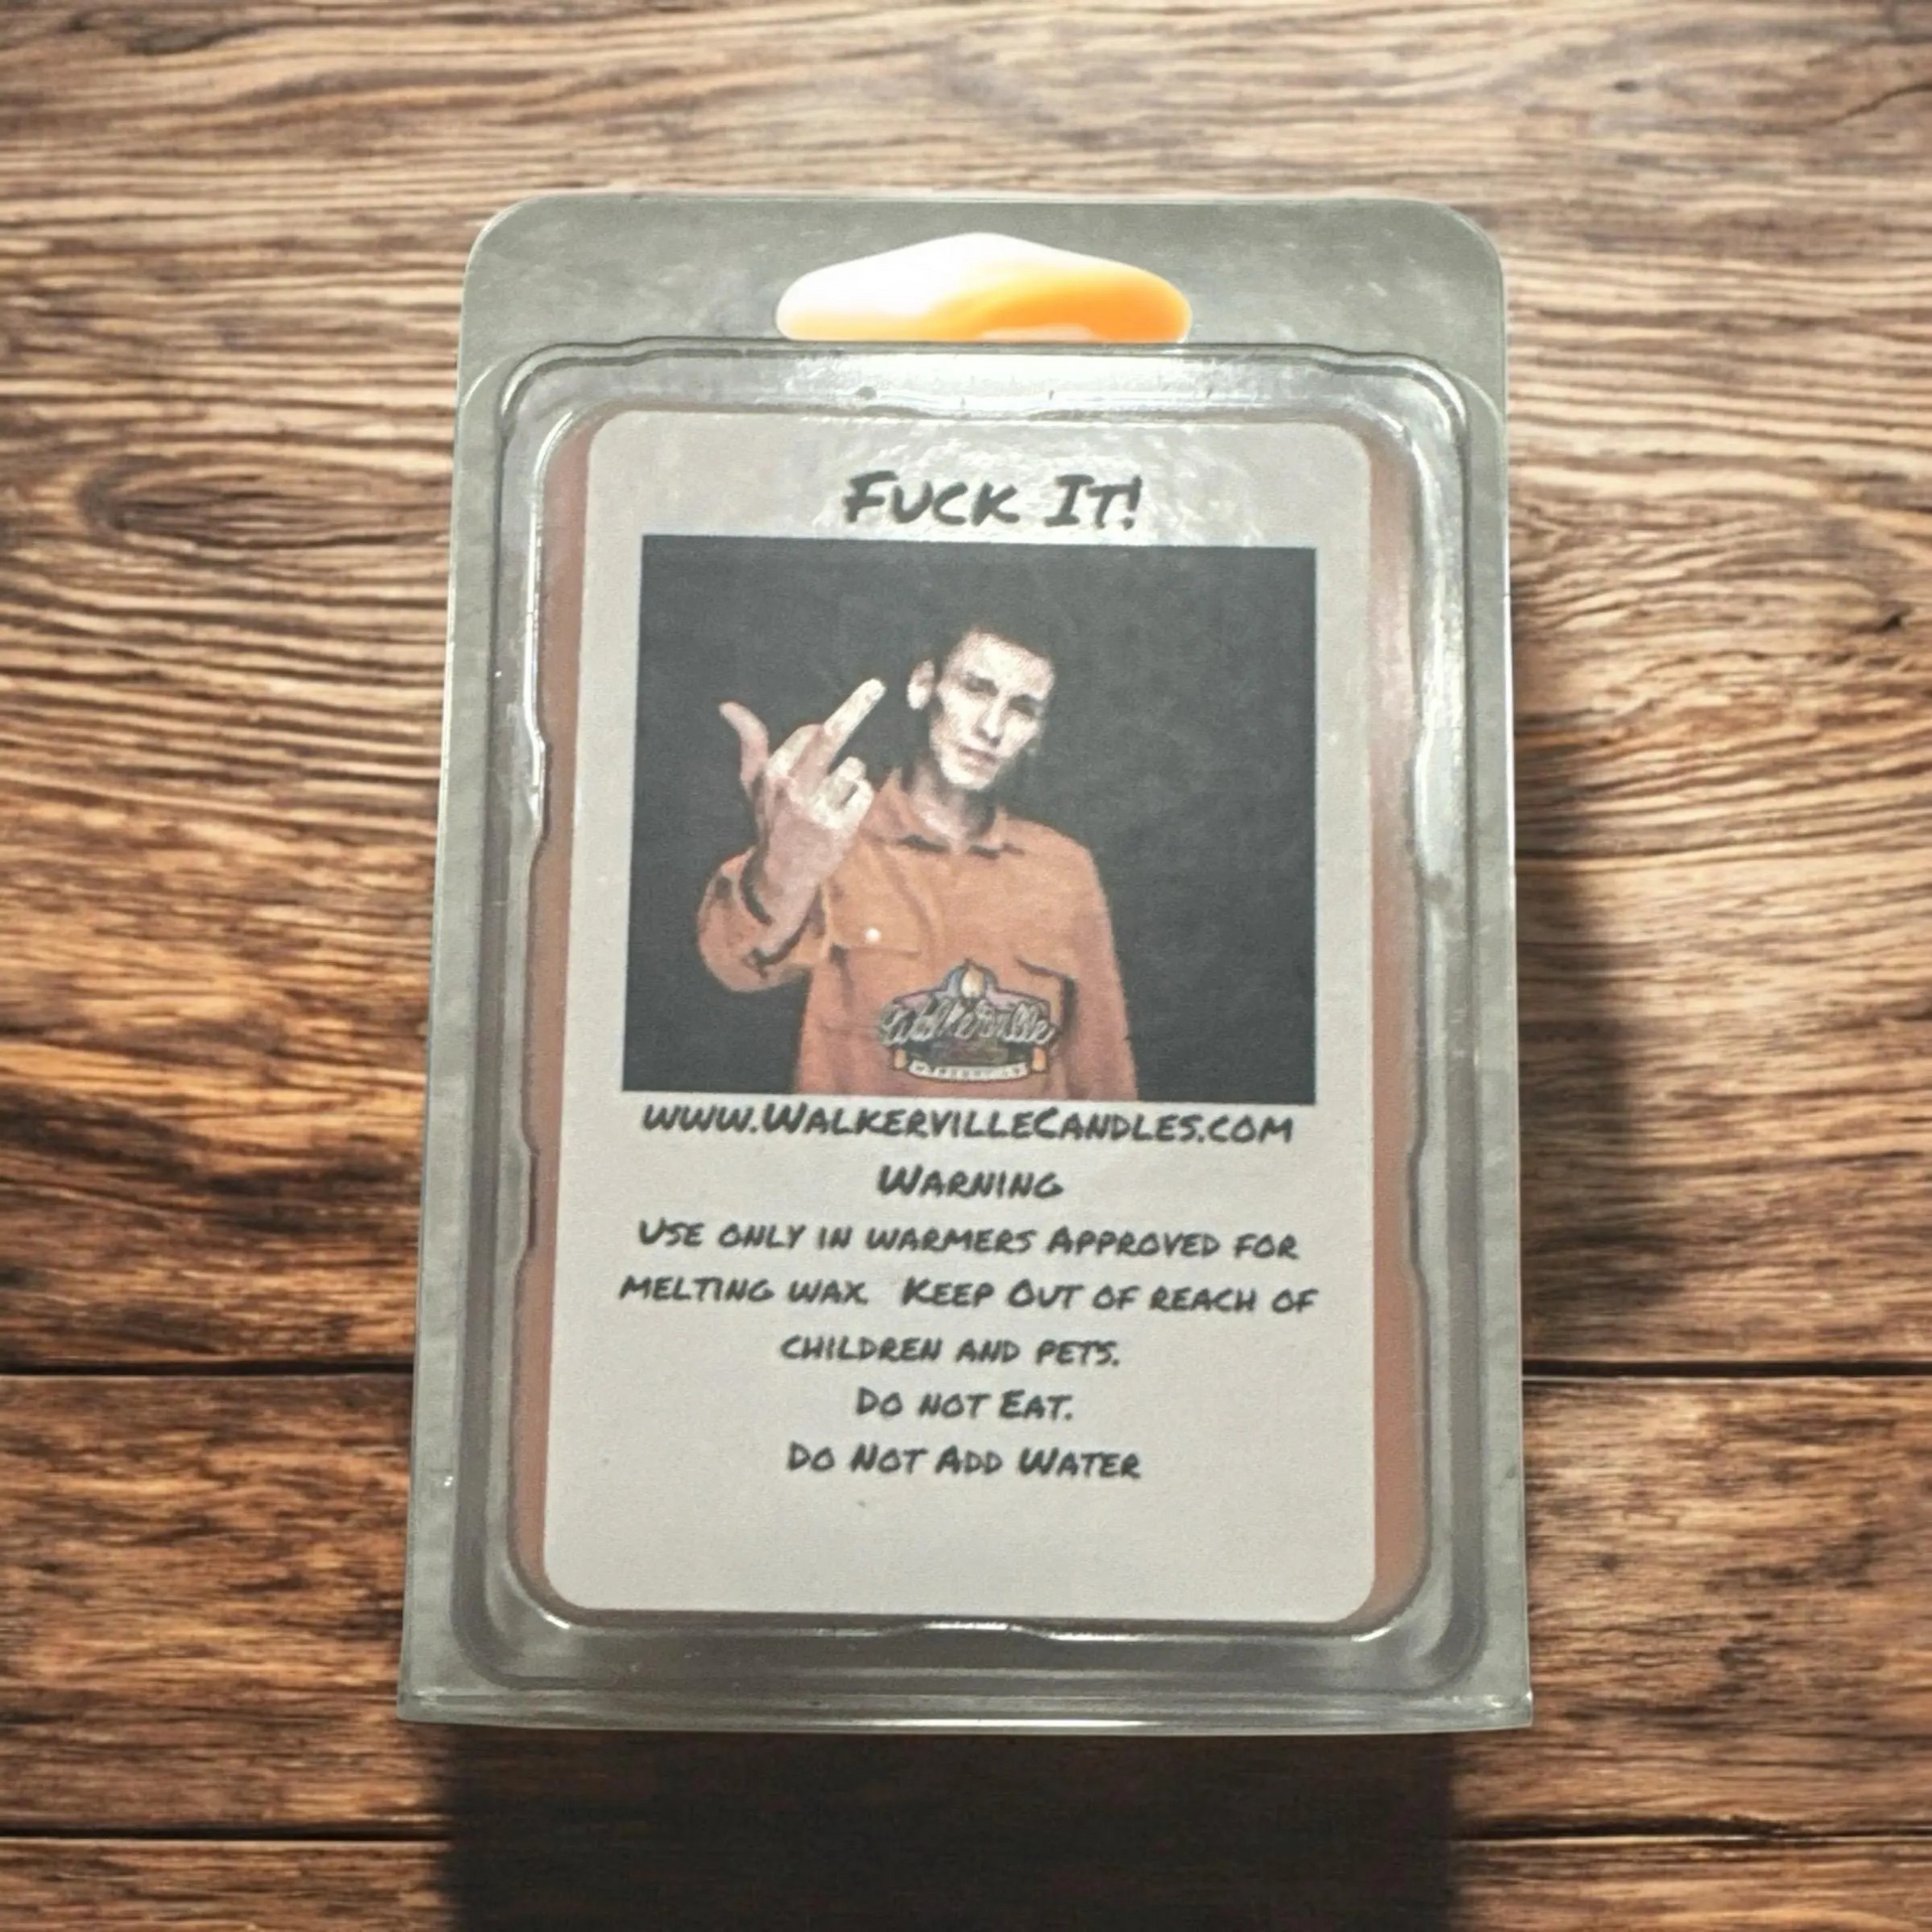 Fuck It!
Walkerville
www.WalkervilleCandles.com
Warning
Use only in warmers Approved for
melting wax  Keep Out of reach of
children and pets.
Do not Eat.
Do Not Add Water